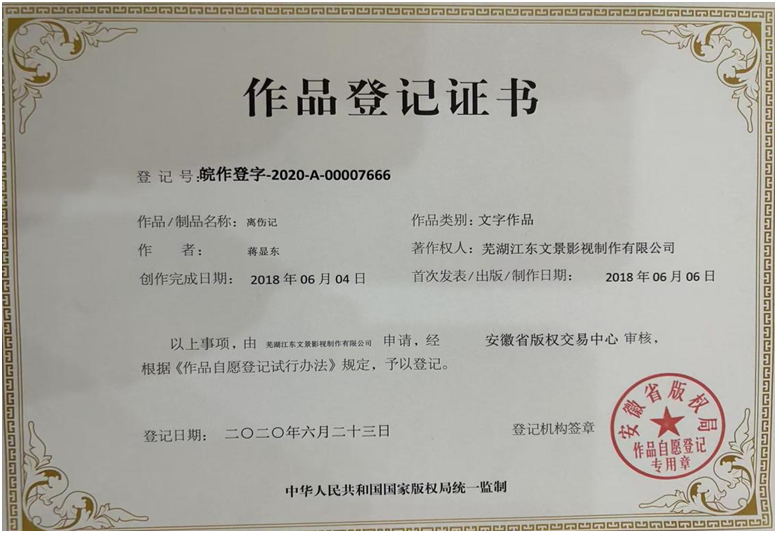 作品登记证书
登 记 号:皖作登字-2020-A-00007666
作品/制品名称: 离伤记 作品类别: 文字作品
作 者: 蒋显东 著作权人: 芜湖江东文景影视制作有限公司
创作完成日期: 2018 年 06 月 04 日 首次发表/出版/制作日期: 2018 年 06 月 06 日
以上事项, 由 芜湖江东文景影视制作有限公司 申请, 经 安徽省版权交易中心 审核,
根据《作品自愿登记试行办法》规定, 予以登记。
登记日期: 二〇二〇年六月二十三日 登记机构签章
安徽省版权局
作品自愿登记
专用章
中华人民共和国国家版权局统一监制